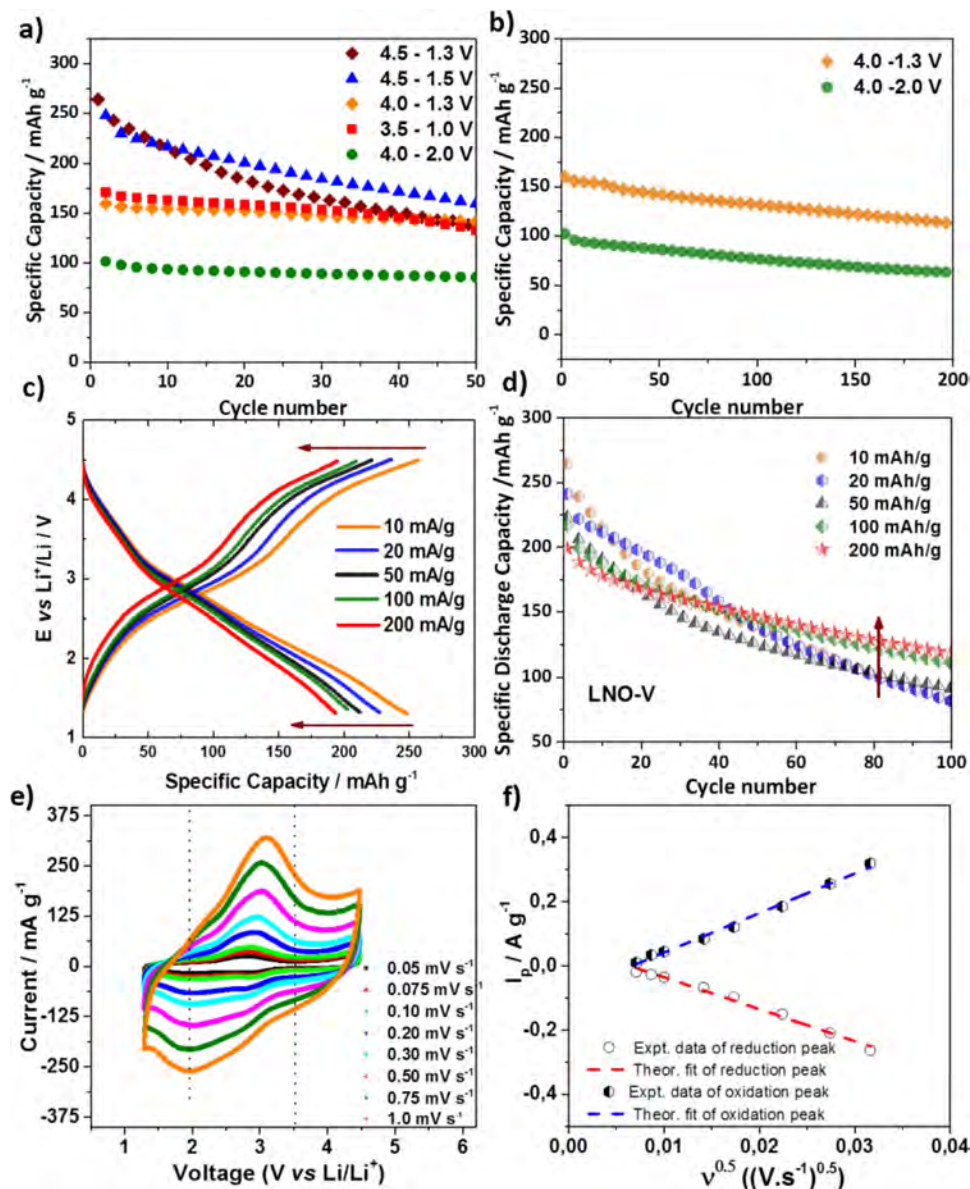 a)
300
250
200
150
100
50
0
Specific Capacity / mAh g⁻¹
4.5 - 1.3 V
4.5 - 1.5 V
4.0 - 1.3 V
3.5 - 1.0 V
4.0 - 2.0 V
0 10 20 30 40 50
Cycle number
b)
300
250
200
150
100
50
0
Specific Capacity / mAh g⁻¹
4.0 -1.3 V
4.0 -2.0 V
0 50 100 150 200
Cycle number
c)
5
4
3
2
1
E vs Li⁺/Li / V
10 mA/g
20 mA/g
50 mA/g
100 mA/g
200 mA/g
0 50 100 150 200 250 300
Specific Capacity / mAh g⁻¹
d)
300
250
200
150
100
50
Specific Discharge Capacity /mAh g⁻¹
10 mAh/g
20 mAh/g
50 mAh/g
100 mAh/g
200 mAh/g
LNO-V
0 20 40 60 80 100
Cycle number
e)
375
250
125
0
-125
-250
-375
Current / mA g⁻¹
0.05 mV s⁻¹
0.075 mV s⁻¹
0.10 mV s⁻¹
0.20 mV s⁻¹
0.30 mV s⁻¹
0.50 mV s⁻¹
0.75 mV s⁻¹
1.0 mV s⁻¹
1 2 3 4 5 6
Voltage (V vs Li/Li⁺)
f)
0,4
0,2
0,0
-0,2
-0,4
Iₚ / A g⁻¹
Expt. data of reduction peak
Theor. fit of reduction peak
Expt. data of oxidation peak
Theor. fit of oxidation peak
0,00 0,01 0,02 0,03 0,04
ν⁰·⁵ ((V.s⁻¹)⁰·⁵)